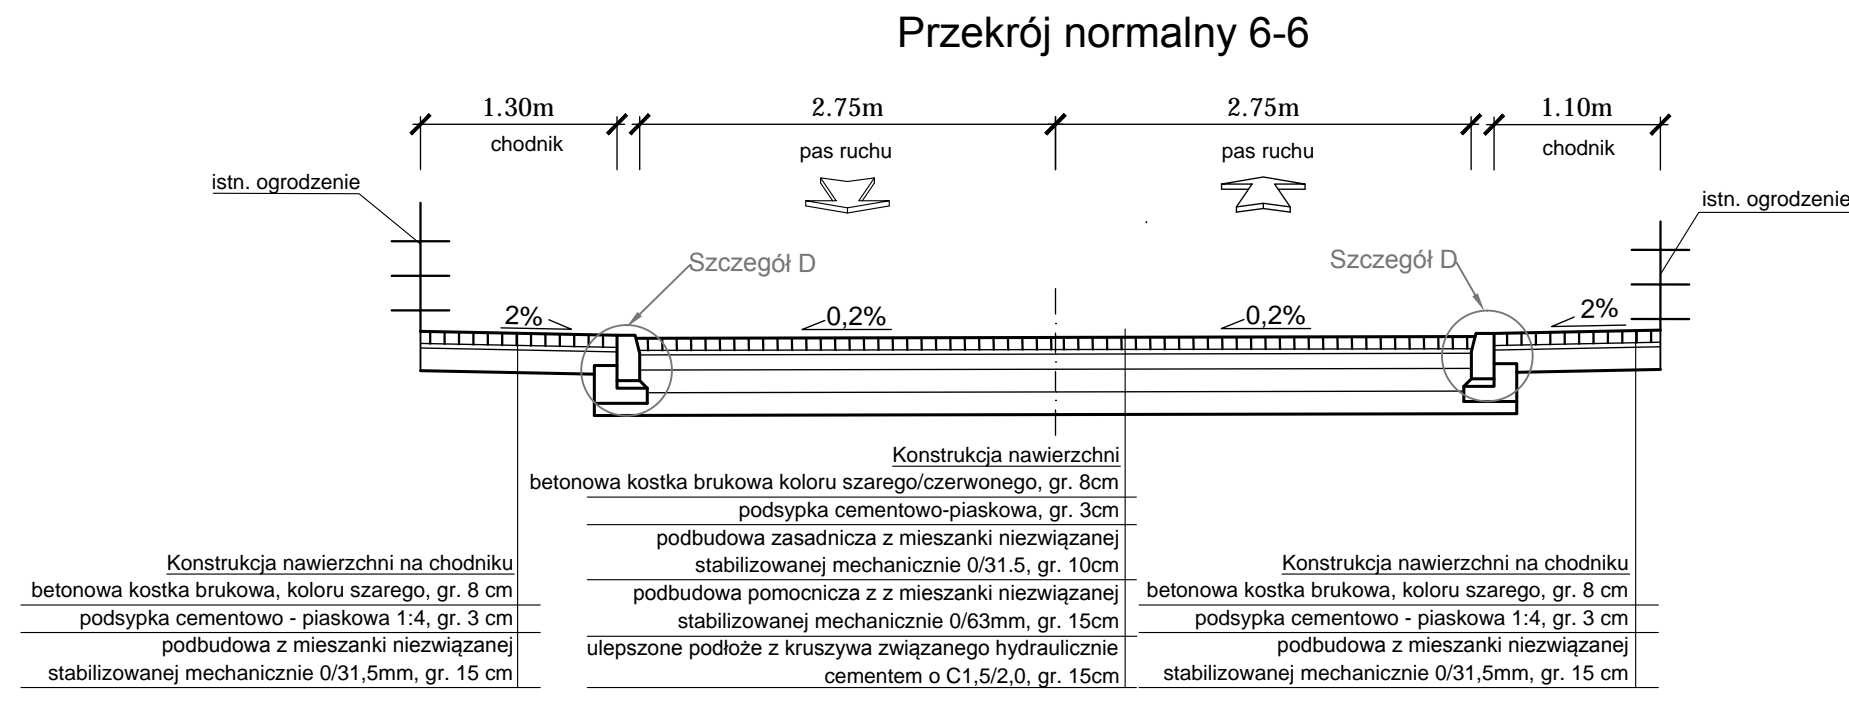 Przekrój normalny 6-6
1.30m
2.75m
2.75m
1.10m
chodnik
pas ruchu
pas ruchu
chodnik
istn. ogrodzenie
istn. ogrodzenie
Szczegół D
Szczegół D
2%
0,2%
0,2%
2%
Konstrukcja nawierzchni
betonowa kostka brukowa koloru szarego/czerwonego, gr. 8cm
podsypka cementowo-piaskowa, gr. 3cm
podbudowa zasadnicza z mieszanki niezwiązanej
stabilizowanej mechanicznie 0/31.5, gr. 10cm
podbudowa pomocnicza z z mieszanki niezwiązanej
stabilizowanej mechanicznie 0/63mm, gr. 15cm
ulepszone podłoże z kruszywa związanego hydraulicznie
cementem o C1,5/2,0, gr. 15cm
Konstrukcja nawierzchni na chodniku
betonowa kostka brukowa, koloru szarego, gr. 8 cm
podsypka cementowo - piaskowa 1:4, gr. 3 cm
podbudowa z mieszanki niezwiązanej
stabilizowanej mechanicznie 0/31,5mm, gr. 15 cm
Konstrukcja nawierzchni na chodniku
betonowa kostka brukowa, koloru szarego, gr. 8 cm
podsypka cementowo - piaskowa 1:4, gr. 3 cm
podbudowa z mieszanki niezwiązanej
stabilizowanej mechanicznie 0/31,5mm, gr. 15 cm